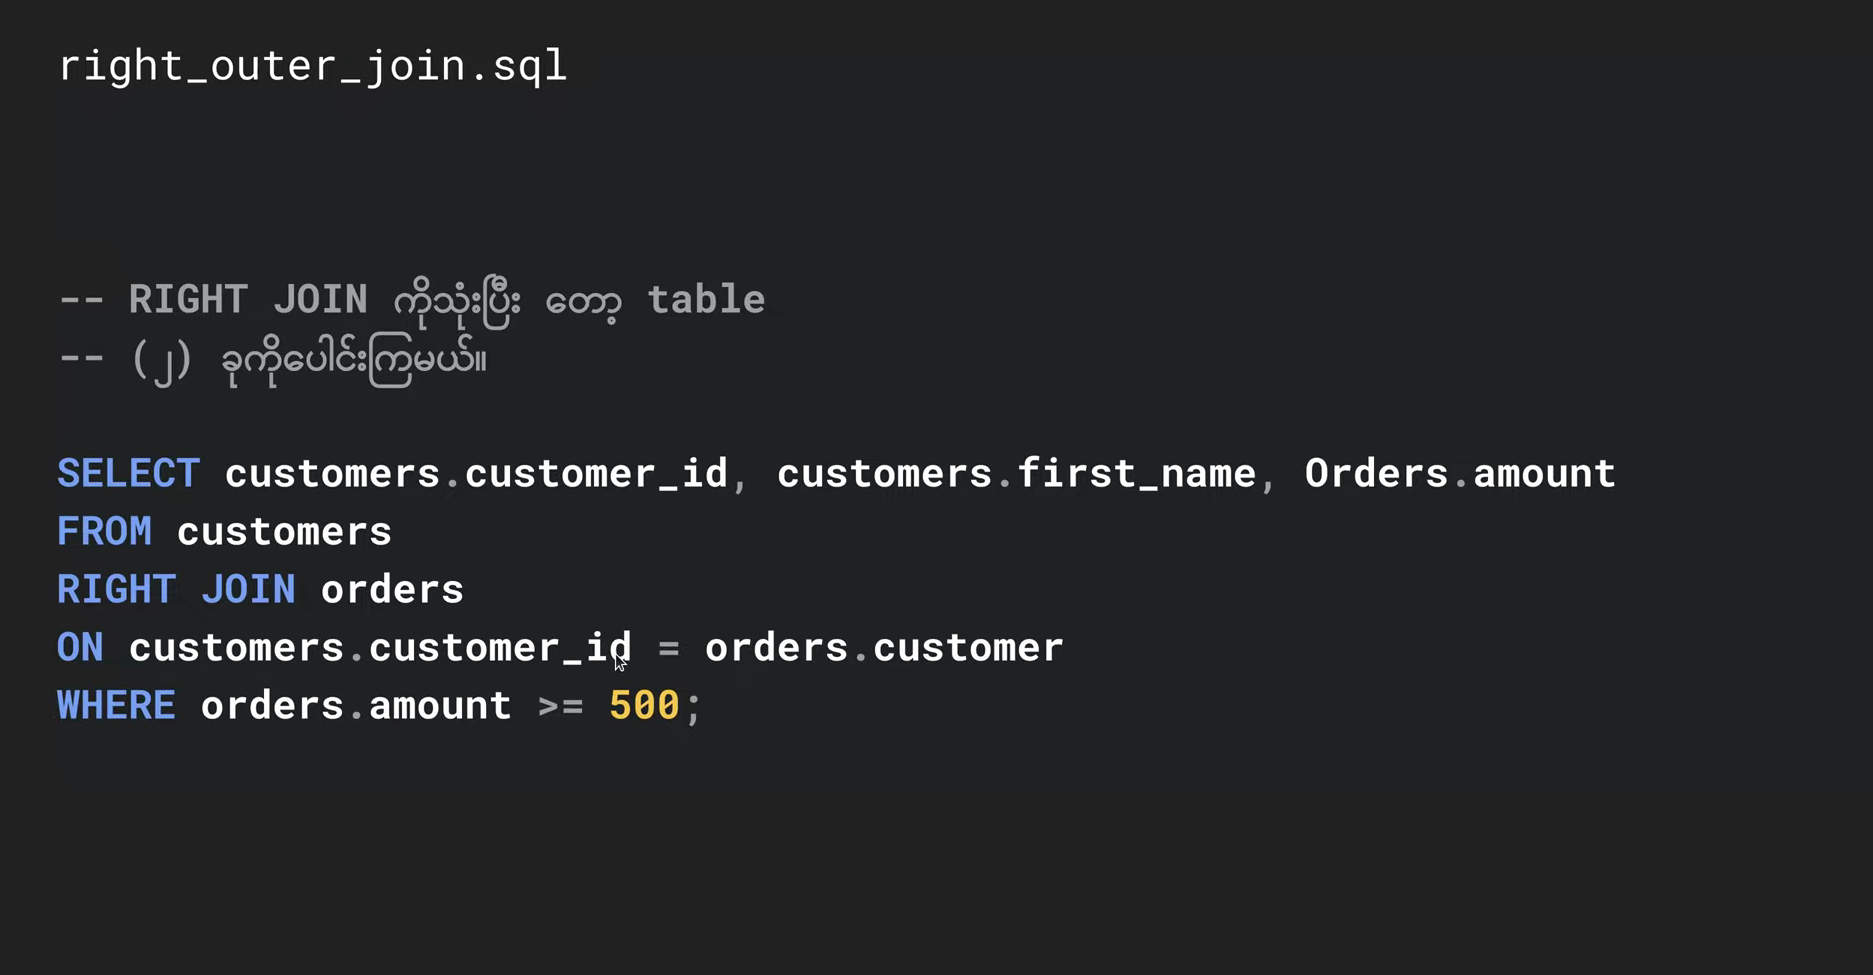 right_outer_join.sql
-- RIGHT JOIN ကိုသုံးပြီး တော့ table
-- (၂) ခုကိုပေါင်းကြမယ်။
SELECT customers.customer_id, customers.first_name, Orders.amount
FROM customers
RIGHT JOIN orders
ON customers.customer_id = orders.customer
WHERE orders.amount >= 500;